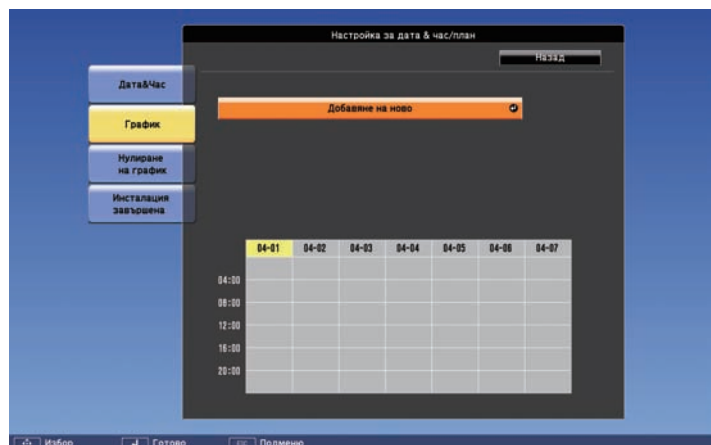 Настройка за дата & час/план
Назад
Дата&Час
График
Нулиране
на график
Инсталация
завършена
Добавяне на ново
04-01 04-02 04-03 04-04 04-05 04-06 04-07
04:00
08:00
12:00
16:00
20:00
Избор Готово Подменю